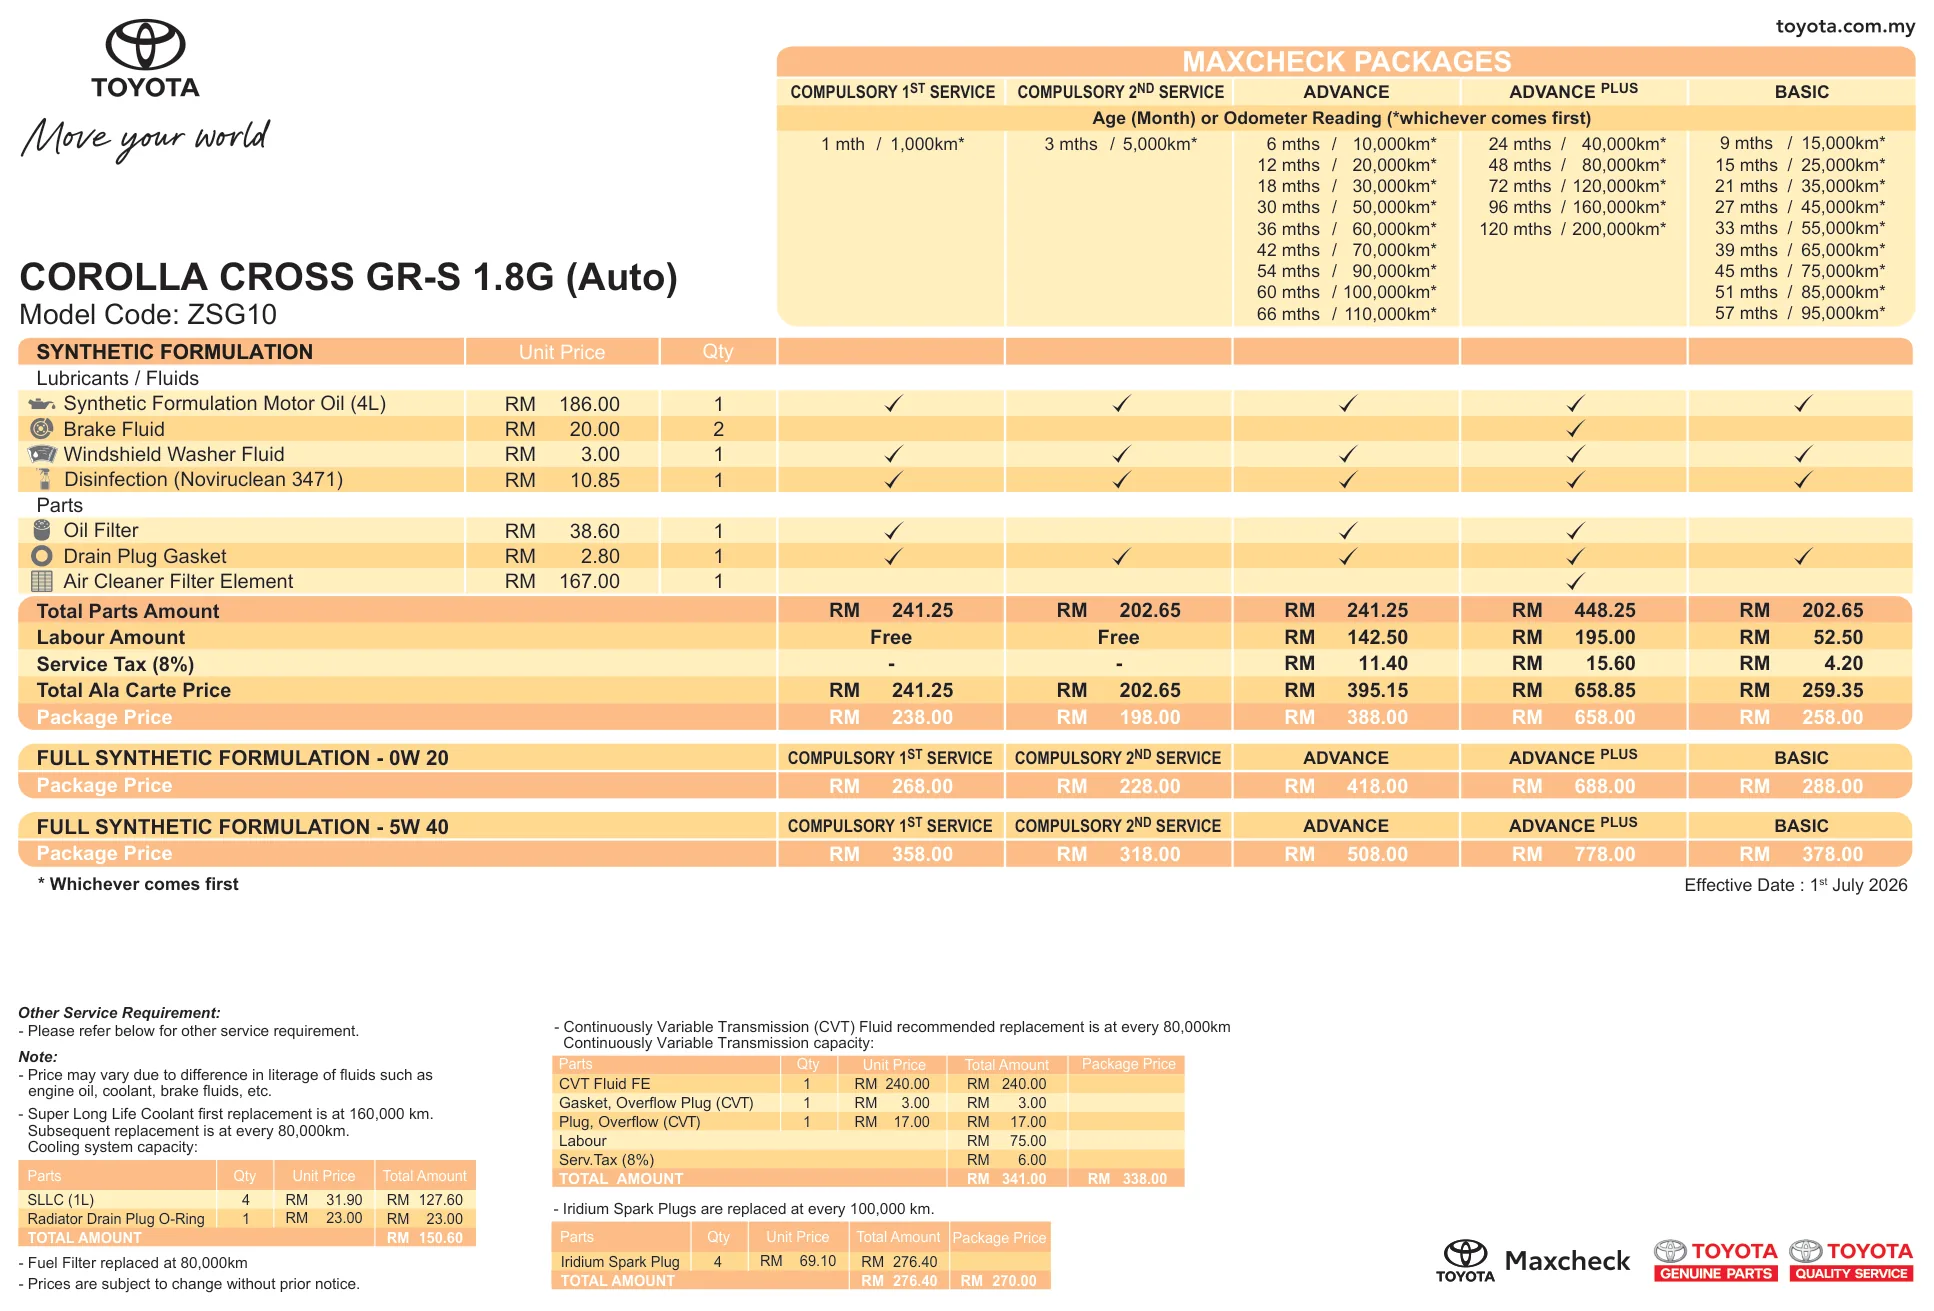 toyota.com.my
TOYOTA
Move your world
MAXCHECK PACKAGES
COMPULSORY 1ST SERVICE COMPULSORY 2ND SERVICE ADVANCE ADVANCE PLUS BASIC
Age (Month) or Odometer Reading (*whichever comes first)
1 mth / 1,000km* 3 mths / 5,000km* 6 mths / 10,000km* 24 mths / 40,000km* 9 mths / 15,000km*
12 mths / 20,000km* 48 mths / 80,000km* 15 mths / 25,000km*
18 mths / 30,000km* 72 mths / 120,000km* 21 mths / 35,000km*
30 mths / 50,000km* 96 mths / 160,000km* 27 mths / 45,000km*
36 mths / 60,000km* 120 mths / 200,000km* 33 mths / 55,000km*
42 mths / 70,000km* 39 mths / 65,000km*
54 mths / 90,000km* 45 mths / 75,000km*
60 mths / 100,000km* 51 mths / 85,000km*
66 mths / 110,000km* 57 mths / 95,000km*
COROLLA CROSS GR-S 1.8G (Auto)
Model Code: ZSG10
SYNTHETIC FORMULATION Unit Price Qty
Lubricants / Fluids
Synthetic Formulation Motor Oil (4L) RM 186.00 1 ✓ ✓ ✓ ✓ ✓
Brake Fluid RM 20.00 2 ✓
Windshield Washer Fluid RM 3.00 1 ✓ ✓ ✓ ✓ ✓
Disinfection (Noviruclean 3471) RM 10.85 1 ✓ ✓ ✓ ✓ ✓
Parts
Oil Filter RM 38.60 1 ✓ ✓ ✓
Drain Plug Gasket RM 2.80 1 ✓ ✓ ✓ ✓ ✓
Air Cleaner Filter Element RM 167.00 1 ✓
Total Parts Amount RM 241.25 RM 202.65 RM 241.25 RM 448.25 RM 202.65
Labour Amount Free Free RM 142.50 RM 195.00 RM 52.50
Service Tax (8%) - - RM 11.40 RM 15.60 RM 4.20
Total Ala Carte Price RM 241.25 RM 202.65 RM 395.15 RM 658.85 RM 259.35
Package Price RM 238.00 RM 198.00 RM 388.00 RM 658.00 RM 258.00
FULL SYNTHETIC FORMULATION - 0W 20 COMPULSORY 1ST SERVICE COMPULSORY 2ND SERVICE ADVANCE ADVANCE PLUS BASIC
Package Price RM 268.00 RM 228.00 RM 418.00 RM 688.00 RM 288.00
FULL SYNTHETIC FORMULATION - 5W 40 COMPULSORY 1ST SERVICE COMPULSORY 2ND SERVICE ADVANCE ADVANCE PLUS BASIC
Package Price RM 358.00 RM 318.00 RM 508.00 RM 778.00 RM 378.00
* Whichever comes first
Effective Date : 1st July 2026
Other Service Requirement:
- Please refer below for other service requirement.
Note:
- Price may vary due to difference in literage of fluids such as
engine oil, coolant, brake fluids, etc.
- Super Long Life Coolant first replacement is at 160,000 km.
Subsequent replacement is at every 80,000km.
Cooling system capacity:
Parts Qty Unit Price Total Amount
SLLC (1L) 4 RM 31.90 RM 127.60
Radiator Drain Plug O-Ring 1 RM 23.00 RM 23.00
TOTAL AMOUNT RM 150.60
- Fuel Filter replaced at 80,000km
- Prices are subject to change without prior notice.
- Continuously Variable Transmission (CVT) Fluid recommended replacement is at every 80,000km
Continuously Variable Transmission capacity:
Parts Qty Unit Price Total Amount Package Price
CVT Fluid FE 1 RM 240.00 RM 240.00
Gasket, Overflow Plug (CVT) 1 RM 3.00 RM 3.00
Plug, Overflow (CVT) 1 RM 17.00 RM 17.00
Labour RM 75.00
Serv.Tax (8%) RM 6.00
TOTAL AMOUNT RM 341.00 RM 338.00
- Iridium Spark Plugs are replaced at every 100,000 km.
Parts Qty Unit Price Total Amount Package Price
Iridium Spark Plug 4 RM 69.10 RM 276.40
TOTAL AMOUNT RM 276.40 RM 270.00
TOYOTA Maxcheck
TOYOTA GENUINE PARTS
TOYOTA QUALITY SERVICE